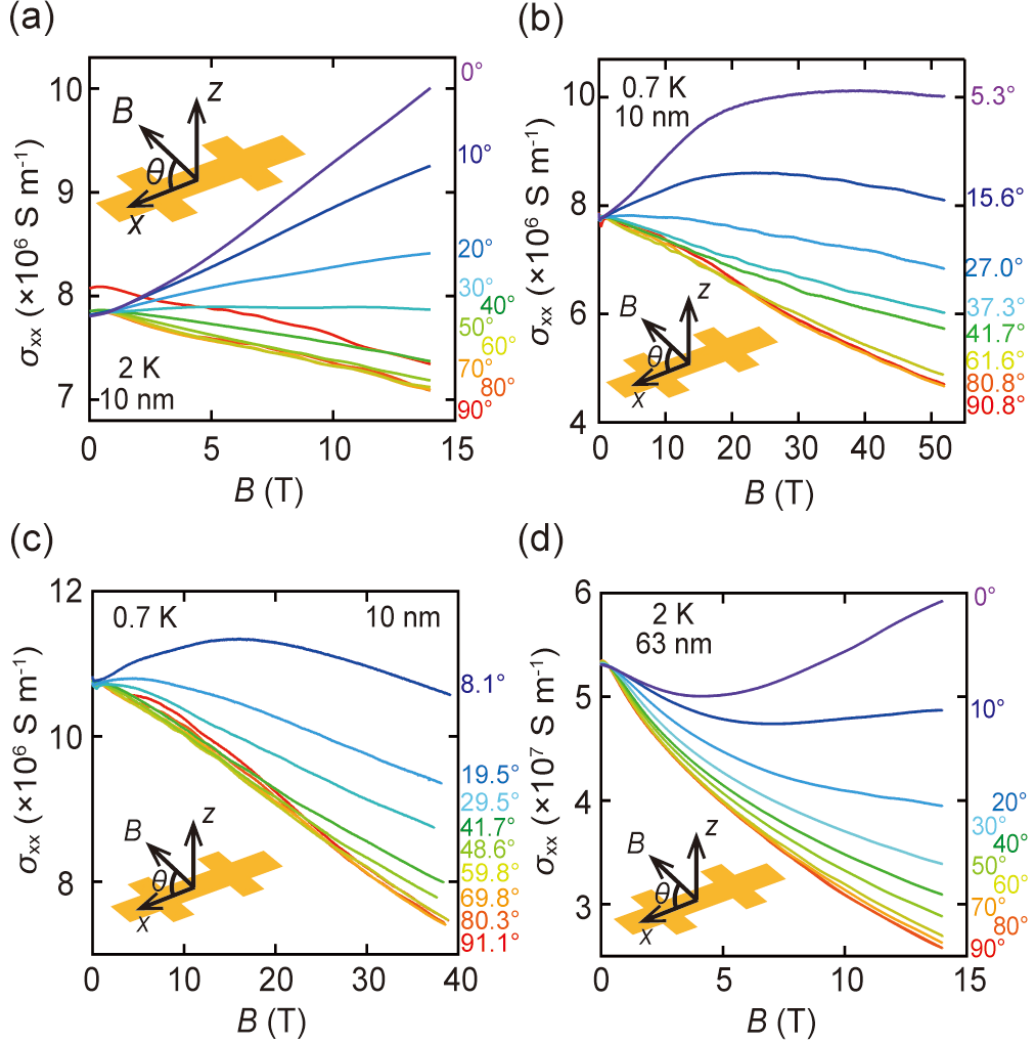 (a)
σxx (×10⁶ S m⁻¹)
10
9
8
7
0
5
10
15
B (T)
B
z
θ
x
2 K
10 nm
0°
10°
20°
30°
40°
50°
60°
70°
80°
90°
(b)
σxx (×10⁶ S m⁻¹)
10
8
6
4
0
10
20
30
40
50
B (T)
0.7 K
10 nm
B
z
θ
x
5.3°
15.6°
27.0°
37.3°
41.7°
61.6°
80.8°
90.8°
(c)
σxx (×10⁶ S m⁻¹)
12
10
8
0
10
20
30
40
B (T)
0.7 K
10 nm
B
z
θ
x
8.1°
19.5°
29.5°
41.7°
48.6°
59.8°
69.8°
80.3°
91.1°
(d)
σxx (×10⁷ S m⁻¹)
6
5
4
3
0
5
10
15
B (T)
2 K
63 nm
B
z
θ
x
0°
10°
20°
30°
40°
50°
60°
70°
80°
90°